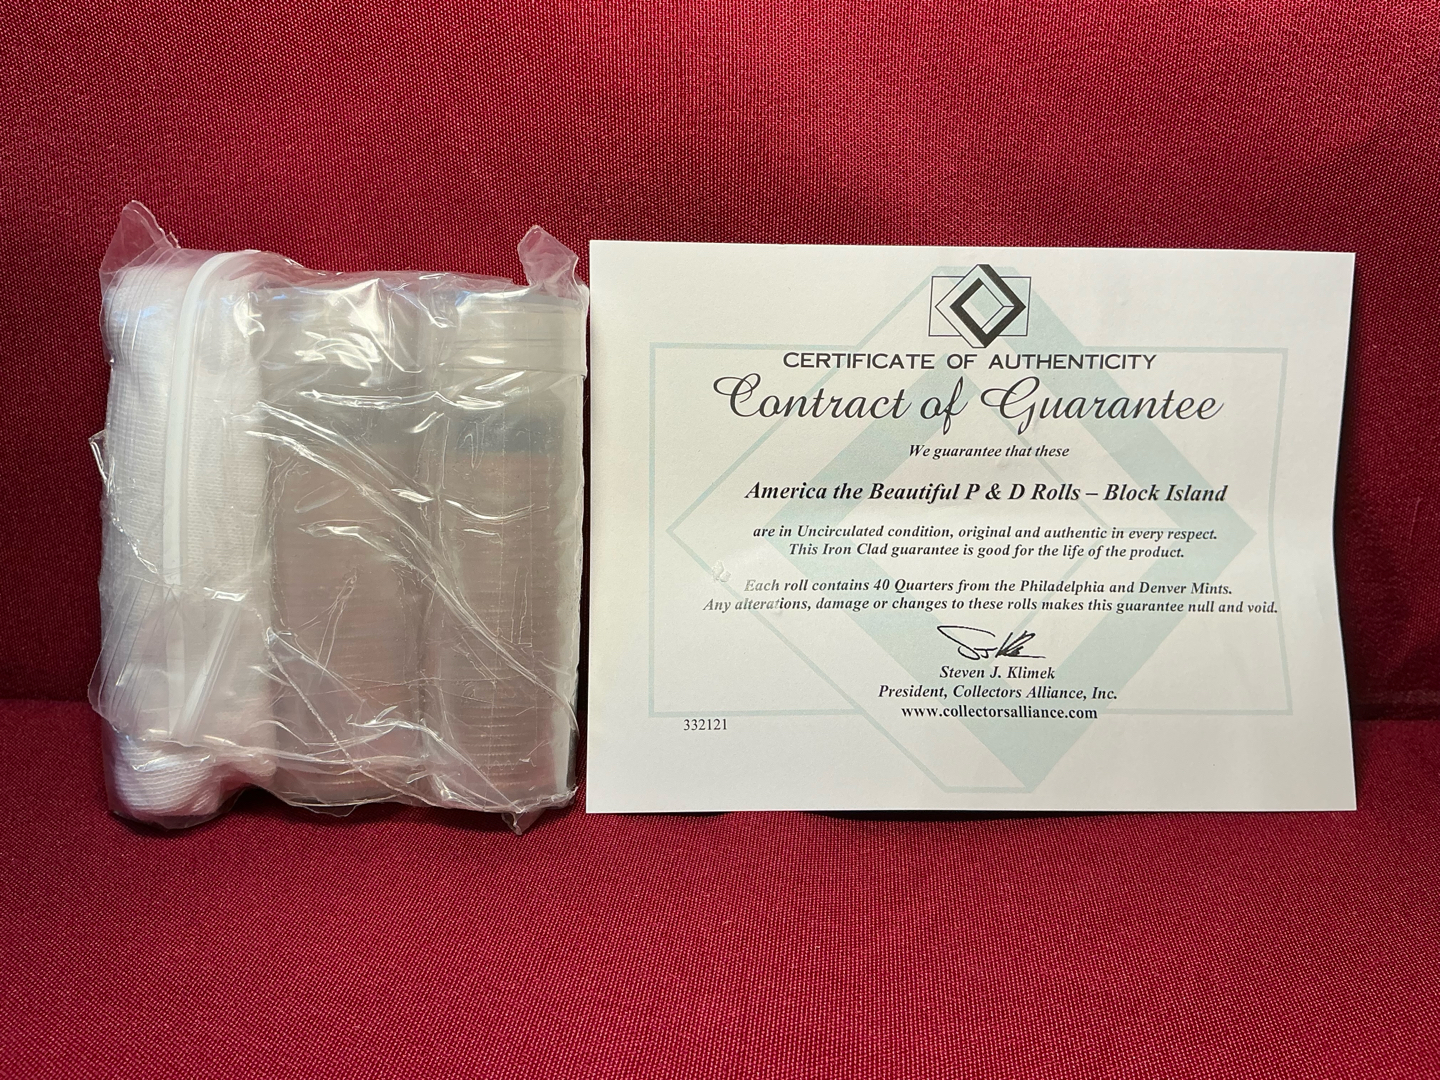 CERTIFICATE OF AUTHENTICITY
Contract of Guarantee
We guarantee that these
America the Beautiful P & D Rolls – Block Island
are in Uncirculated condition, original and authentic in every respect.
This Iron Clad guarantee is good for the life of the product.
Each roll contains 40 Quarters from the Philadelphia and Denver Mints.
Any alterations, damage or changes to these rolls makes this guarantee null and void.
Steven J. Klimek
President, Collectors Alliance, Inc.
www.collectorsalliance.com
332121